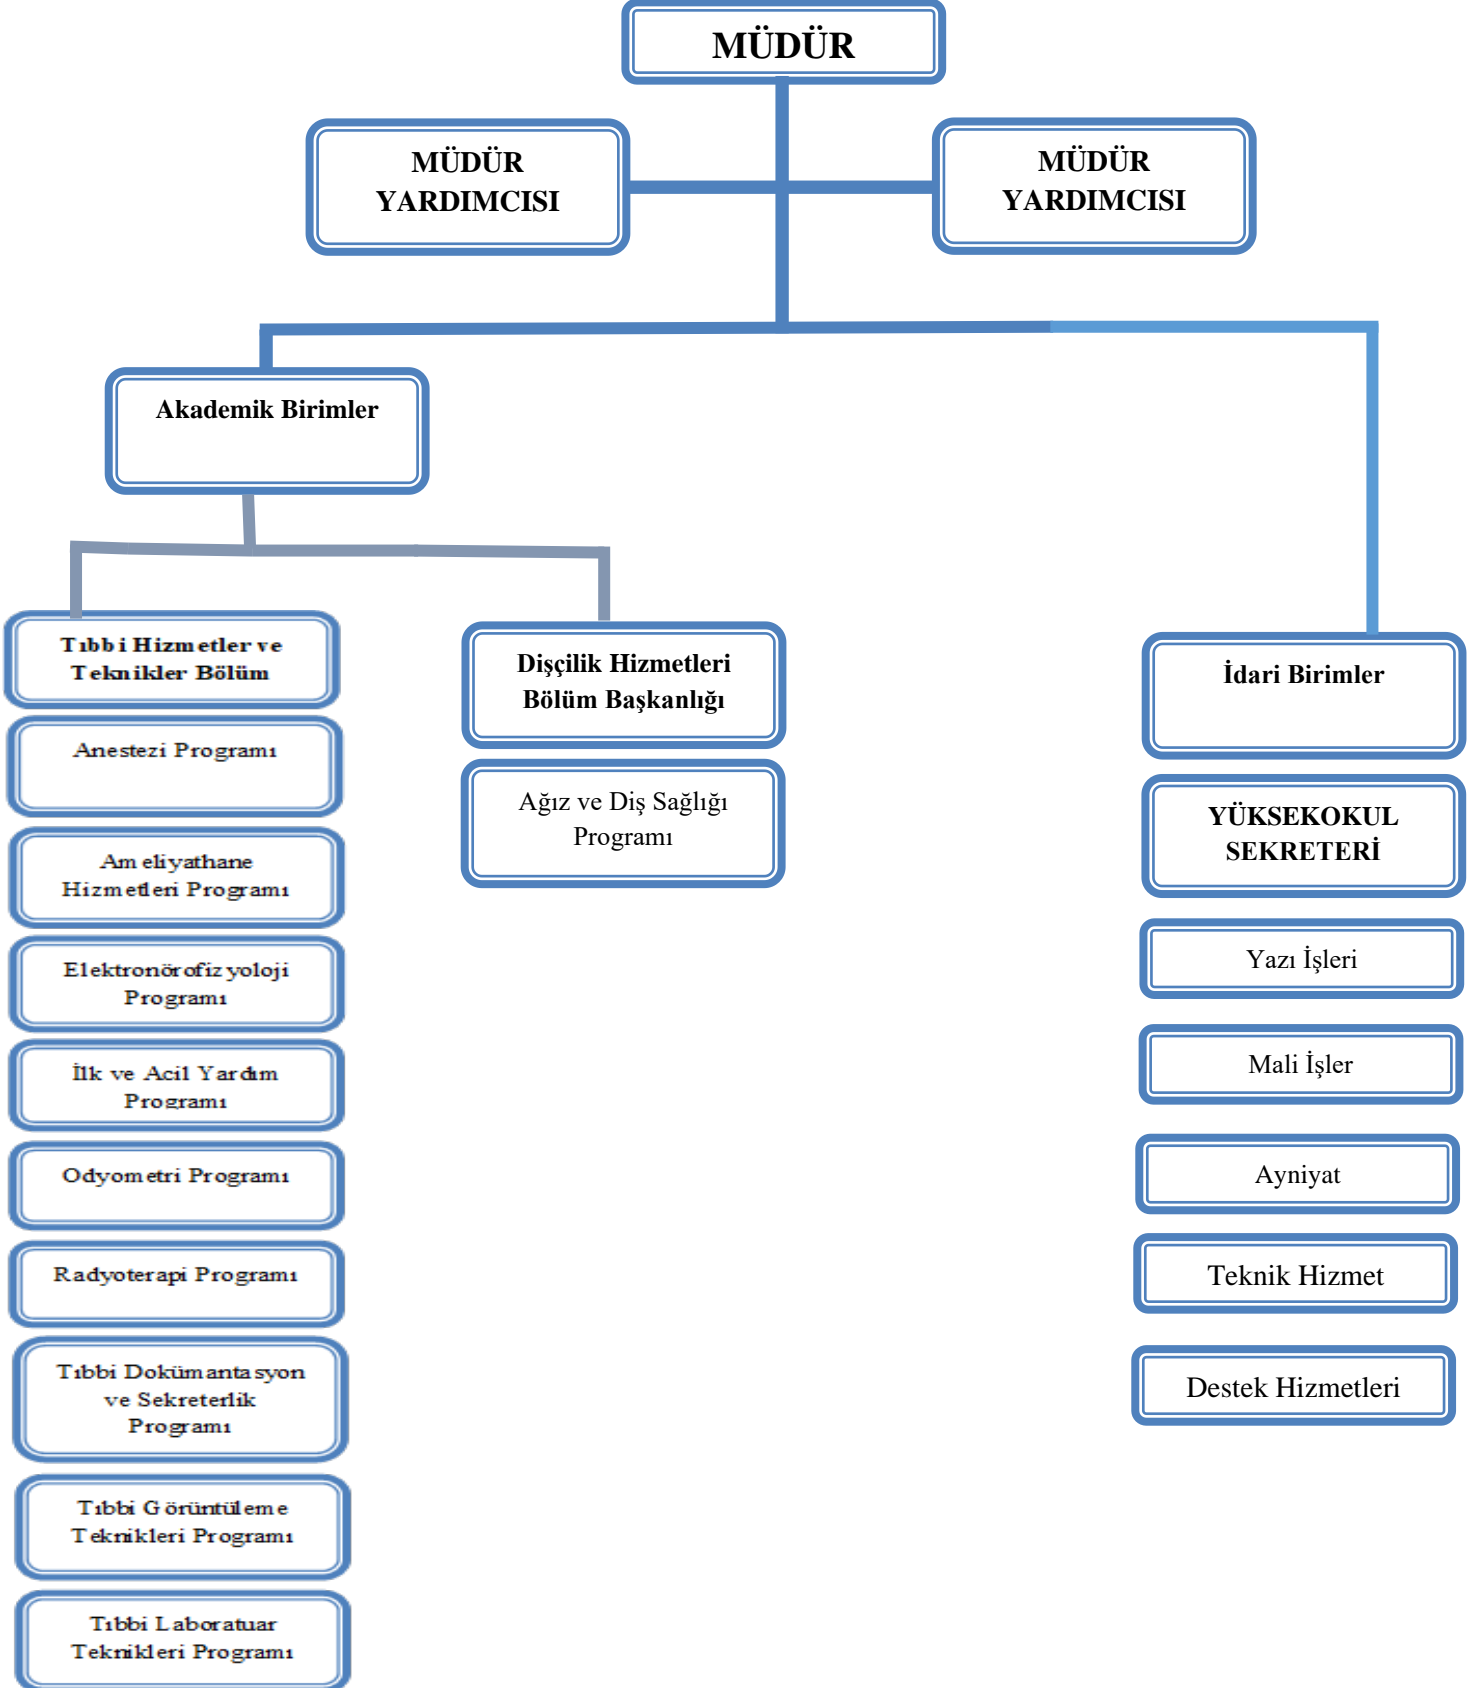 MÜDÜR
MÜDÜR
YARDIMCISI
MÜDÜR
YARDIMCISI
Akademik Birimler
Tıbbi Hizmetler ve
Teknikler Bölüm
Anestezi Programı
Ameliyathane
Hizmetleri Programı
Elektronörofizyoloji
Programı
İlk ve Acil Yardım
Programı
Odyometri Programı
Radyoterapi Programı
Tıbbi Dokümantasyon
ve Sekreterlik
Programı
Tıbbi Görüntüleme
Teknikleri Programı
Tıbbi Laboratuar
Teknikleri Programı
Dişçilik Hizmetleri
Bölüm Başkanlığı
Ağız ve Diş Sağlığı
Programı
İdari Birimler
YÜKSEKOKUL
SEKRETERİ
Yazı İşleri
Mali İşler
Ayniyat
Teknik Hizmet
Destek Hizmetleri